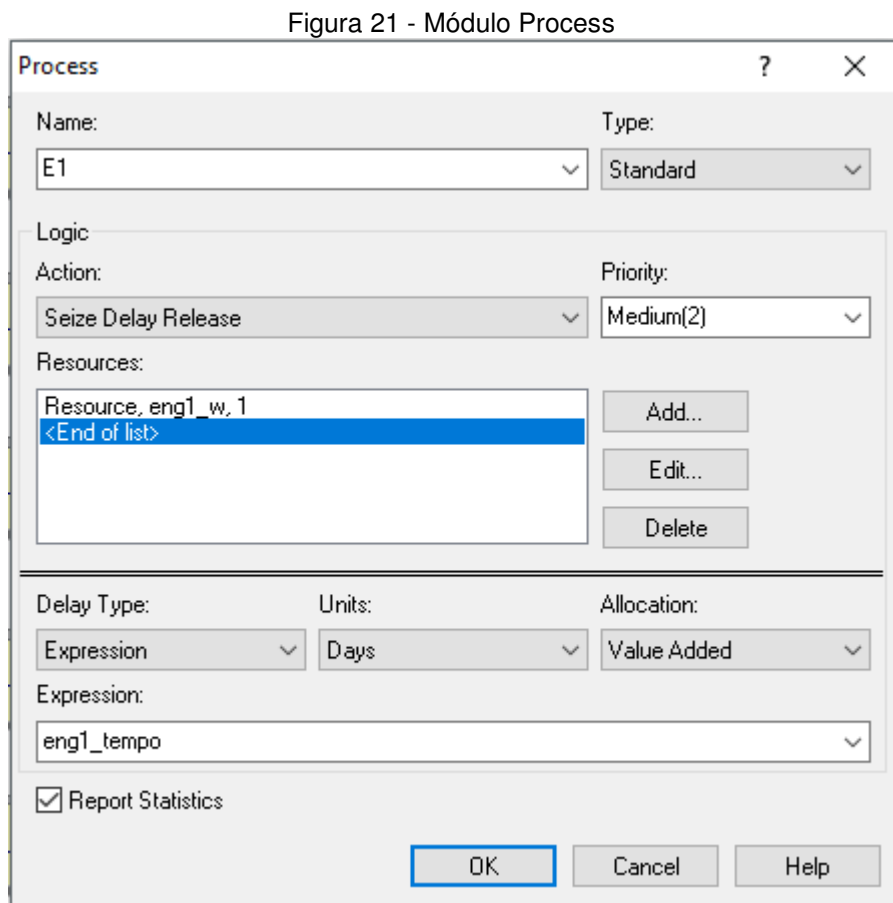 Figura 21 - Módulo Process
Process ? X
Name: Type:
E1 Standard
Logic
Action: Priority:
Seize Delay Release Medium(2)
Resources:
Resource, eng1_w, 1
<End of list>
Add...
Edit...
Delete
Delay Type: Units: Allocation:
Expression Days Value Added
Expression:
eng1_tempo
Report Statistics
OK Cancel Help